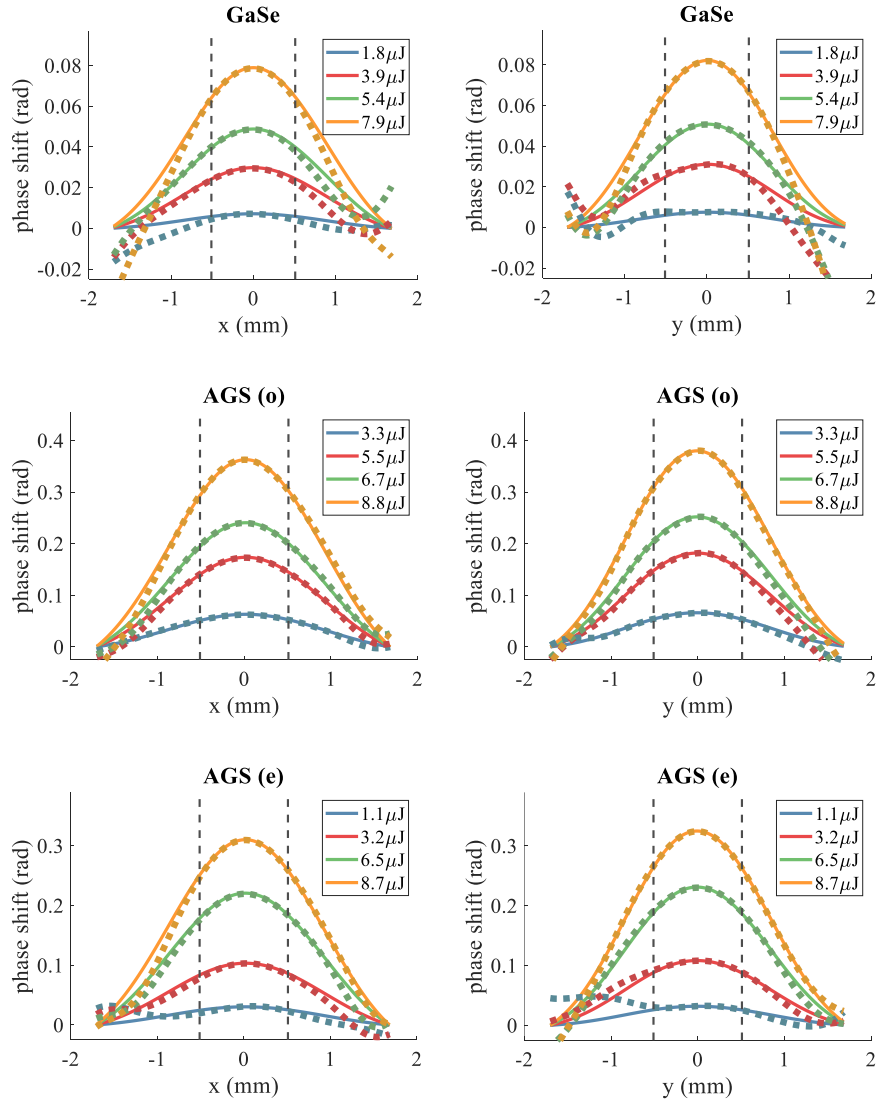 GaSe
phase shift (rad)
0.08
0.06
0.04
0.02
0
-0.02
1.8μJ
3.9μJ
5.4μJ
7.9μJ
-2 -1 0 1 2
x (mm)
GaSe
phase shift (rad)
0.08
0.06
0.04
0.02
0
-0.02
1.8μJ
3.9μJ
5.4μJ
7.9μJ
-2 -1 0 1 2
y (mm)
AGS (o)
phase shift (rad)
0.4
0.3
0.2
0.1
0
3.3μJ
5.5μJ
6.7μJ
8.8μJ
-2 -1 0 1 2
x (mm)
AGS (o)
phase shift (rad)
0.4
0.3
0.2
0.1
0
3.3μJ
5.5μJ
6.7μJ
8.8μJ
-2 -1 0 1 2
y (mm)
AGS (e)
phase shift (rad)
0.3
0.2
0.1
0
1.1μJ
3.2μJ
6.5μJ
8.7μJ
-2 -1 0 1 2
x (mm)
AGS (e)
phase shift (rad)
0.3
0.2
0.1
0
1.1μJ
3.2μJ
6.5μJ
8.7μJ
-2 -1 0 1 2
y (mm)